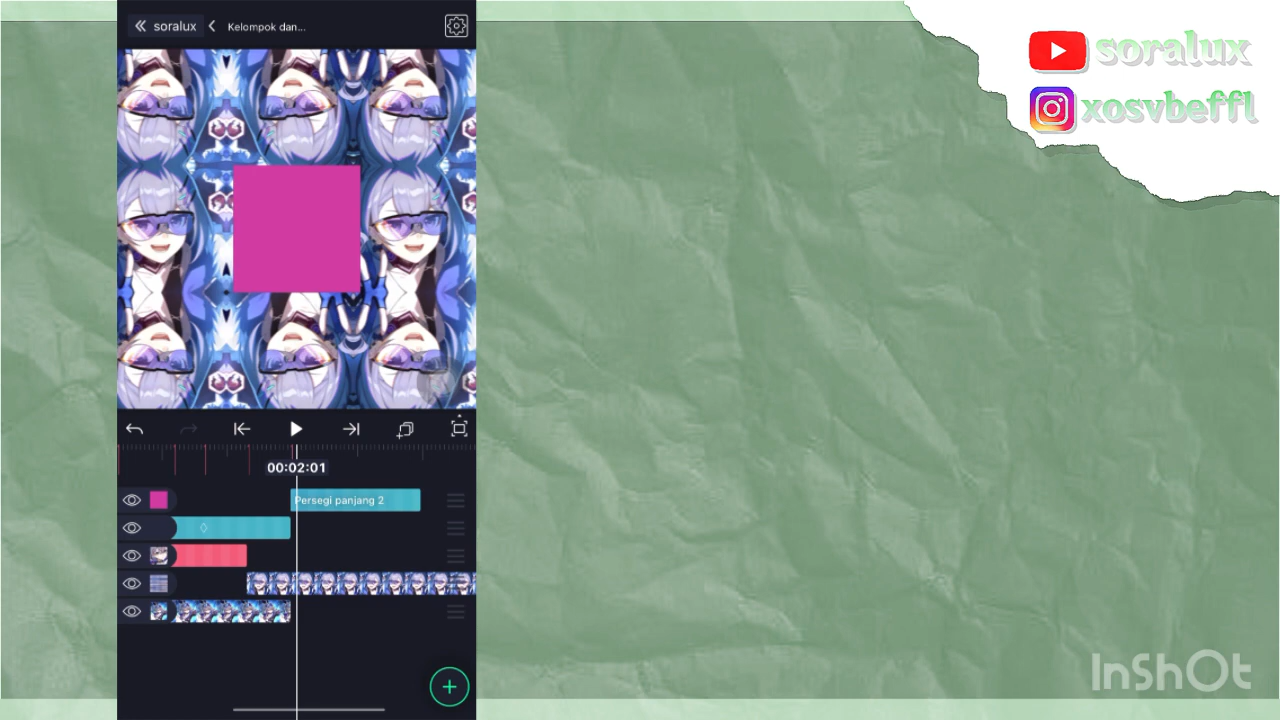 soralux
Kelompok dan...
soralux
xosvbeffl
00:02:01
Persegi panjang 2
InShOt